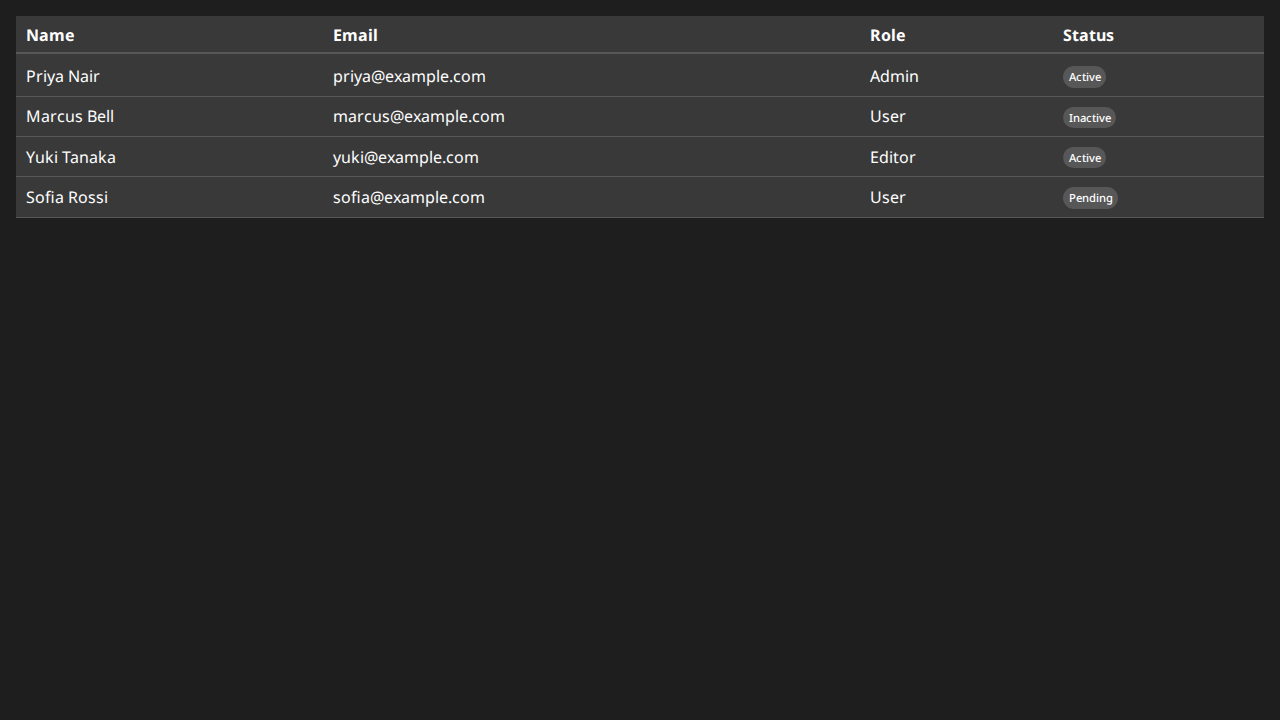 Name Email Role Status
Priya Nair priya@example.com Admin Active
Marcus Bell marcus@example.com User Inactive
Yuki Tanaka yuki@example.com Editor Active
Sofia Rossi sofia@example.com User Pending